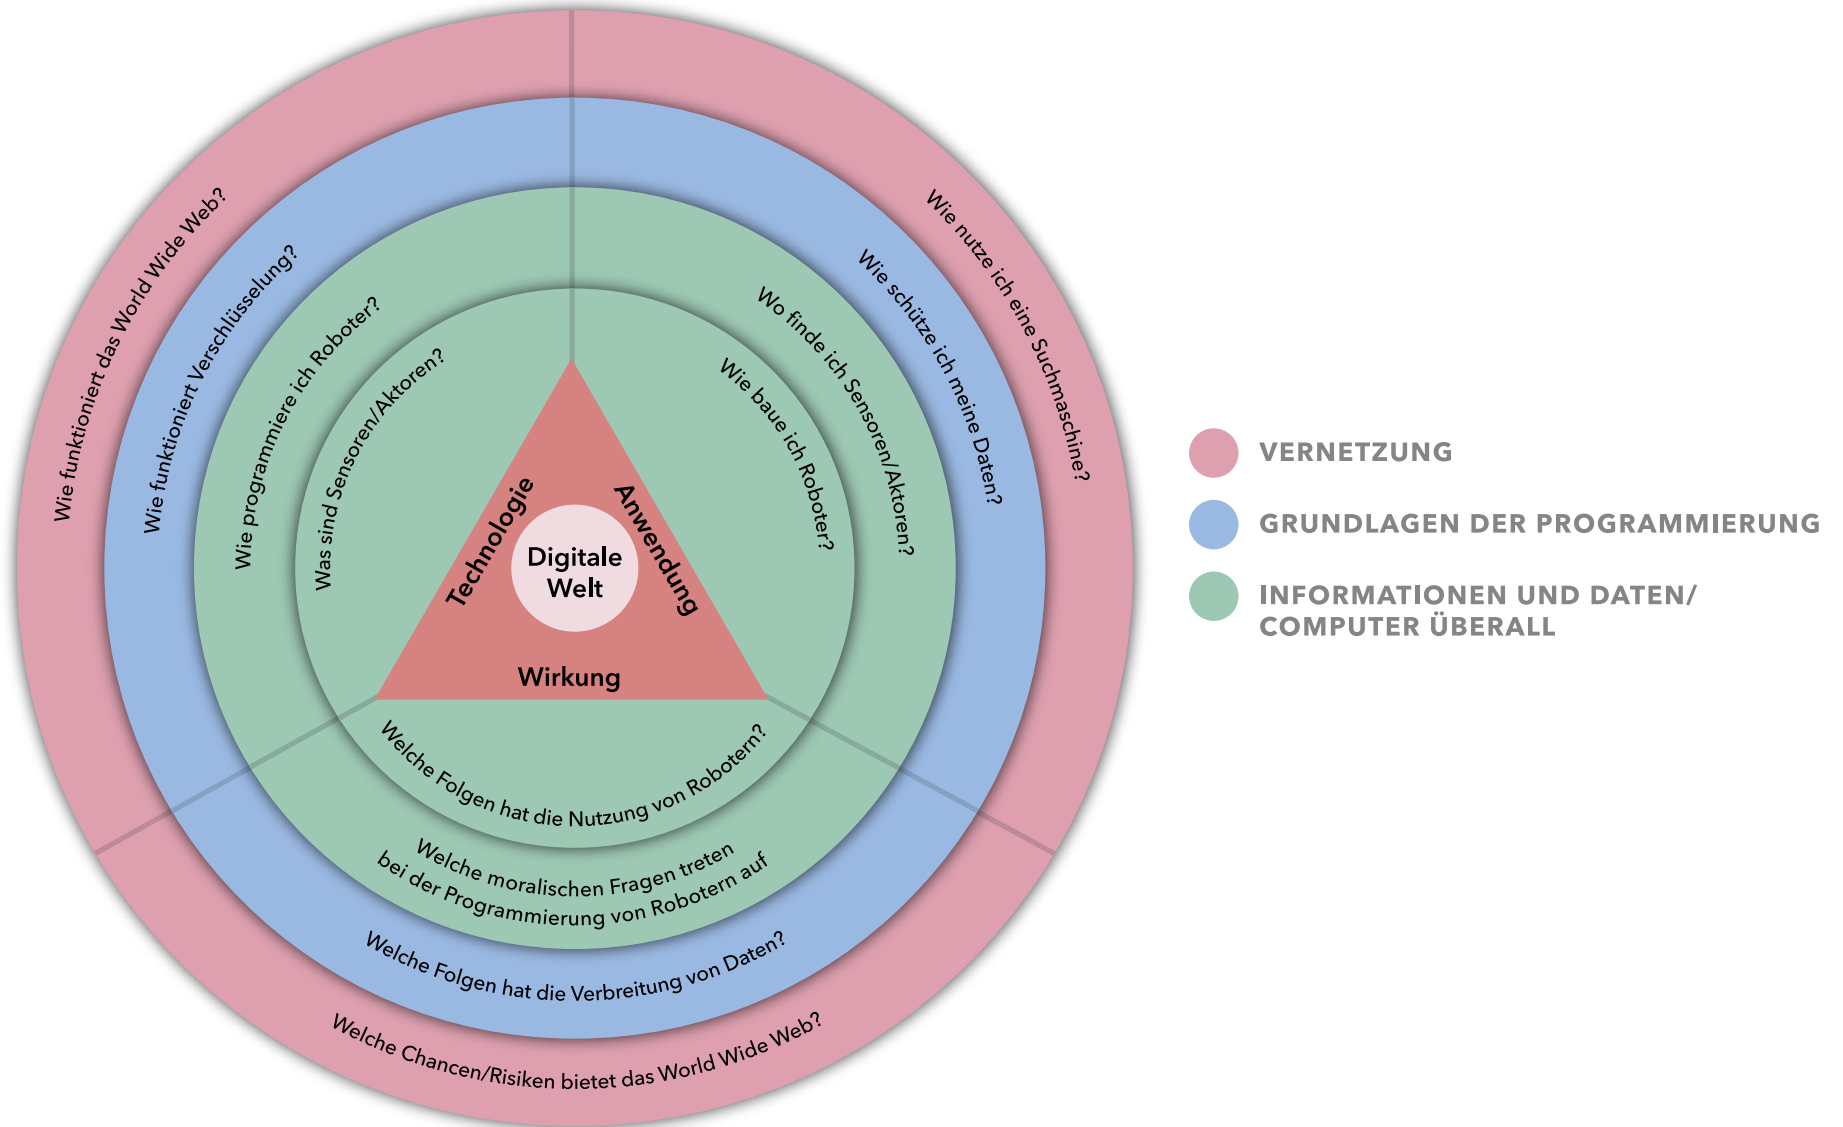 Wie funktioniert das World Wide Web?
Wie funktioniert Verschlüsselung?
Wie programmiere ich Roboter?
Was sind Sensoren/Aktoren?
Wie nutze ich eine Suchmaschine?
Wie schütze ich meine Daten?
Wo finde ich Sensoren/Aktoren?
Wie baue ich Roboter?
Technologie
Anwendung
Digitale
Welt
Wirkung
Welche Folgen hat die Nutzung von Robotern?
Welche moralischen Fragen treten
bei der Programmierung von Robotern auf
Welche Folgen hat die Verbreitung von Daten?
Welche Chancen/Risiken bietet das World Wide Web?
VERNETZUNG
GRUNDLAGEN DER PROGRAMMIERUNG
INFORMATIONEN UND DATEN/
COMPUTER ÜBERALL